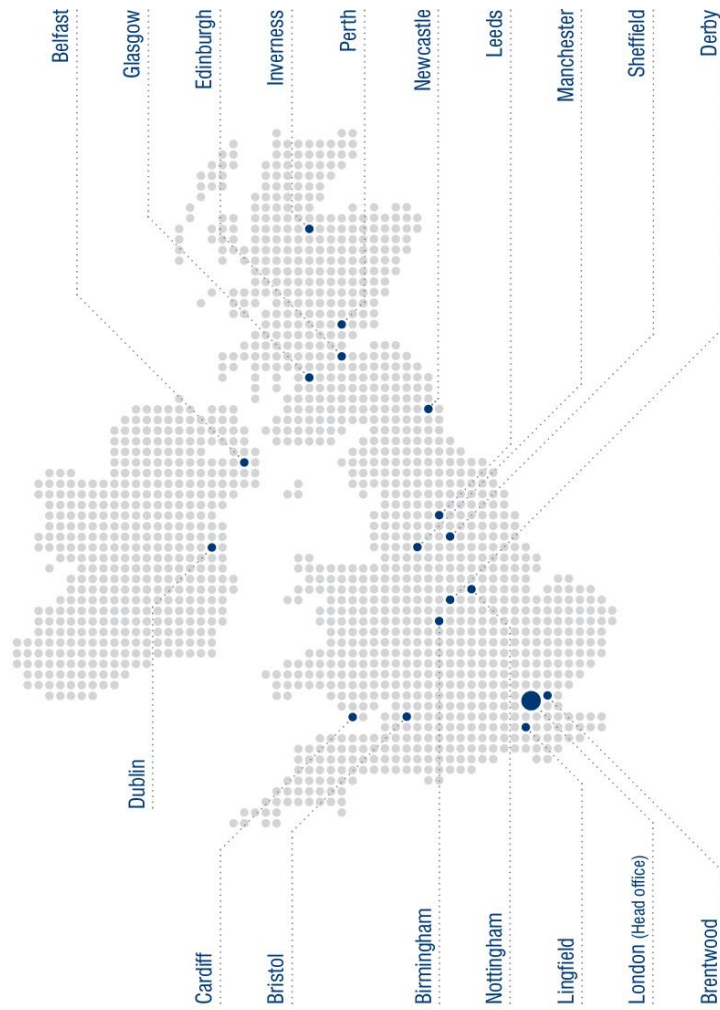 Belfast
Glasgow
Edinburgh
Inverness
Perth
Newcastle
Leeds
Manchester
Sheffield
Derby
Dublin
Cardiff
Bristol
Birmingham
Nottingham
Lingfield
London (Head office)
Brentwood